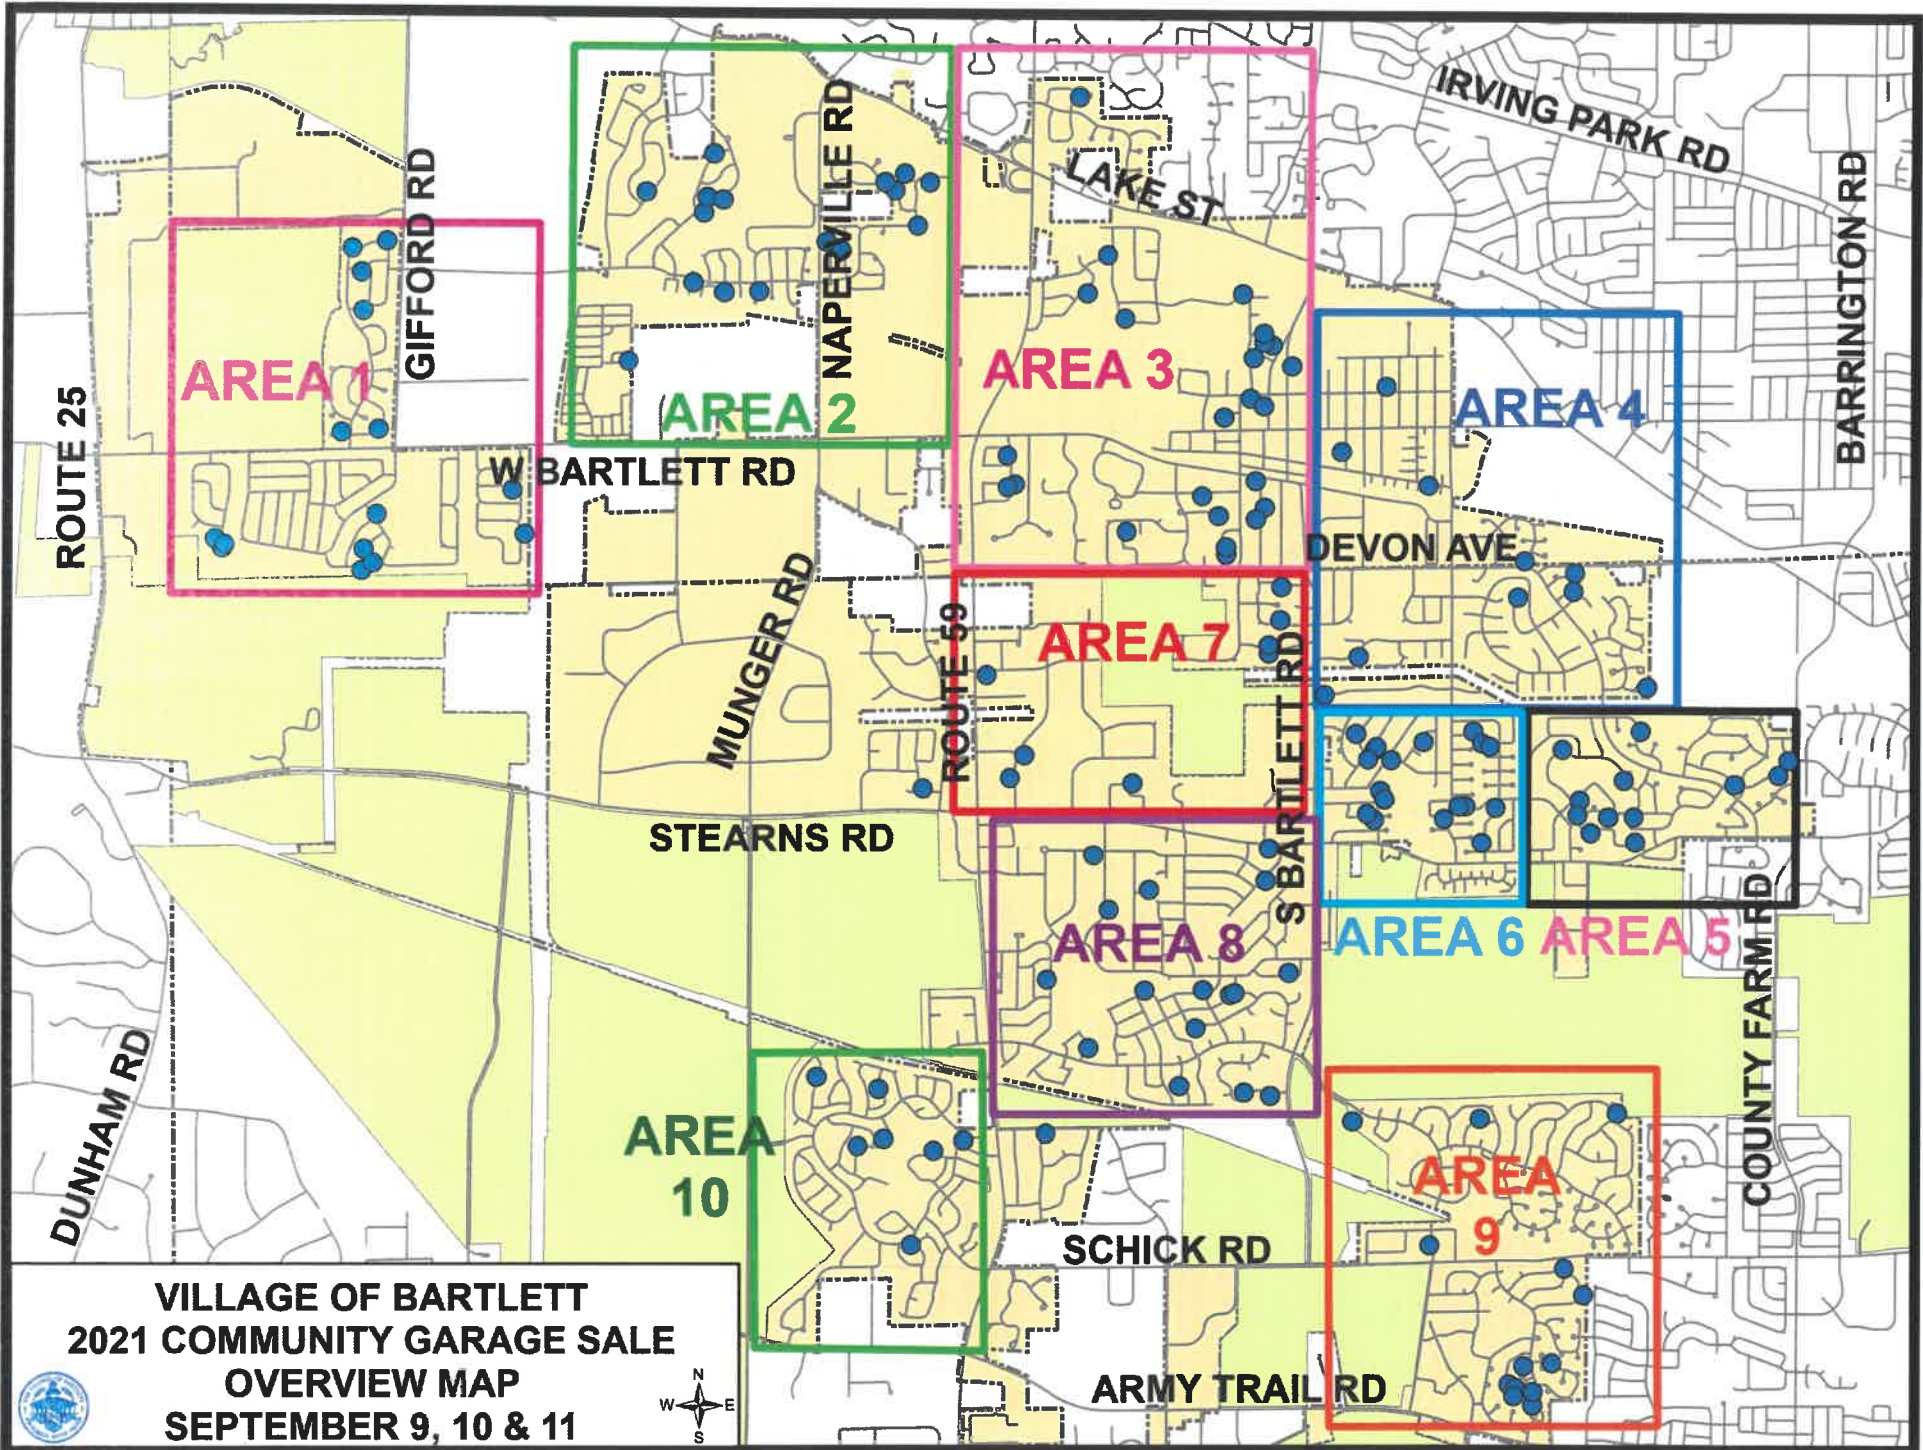 IRVING PARK RD
NAPERVILLE RD
LAKE ST
BARRINGTON RD
GIFFORD RD
AREA 1
AREA 2
AREA 3
AREA 4
ROUTE 25
W BARTLETT RD
DEVON AVE
MUNGER RD
ROUTE 59
AREA 7
S BARTLETT RD
STEARNS RD
AREA 8
AREA 6
AREA 5
COUNTY FARM RD
DUNHAM RD
AREA
10
AREA
9
SCHICK RD
ARMY TRAIL RD
VILLAGE OF BARTLETT
2021 COMMUNITY GARAGE SALE
OVERVIEW MAP
SEPTEMBER 9, 10 & 11
N
W E
S